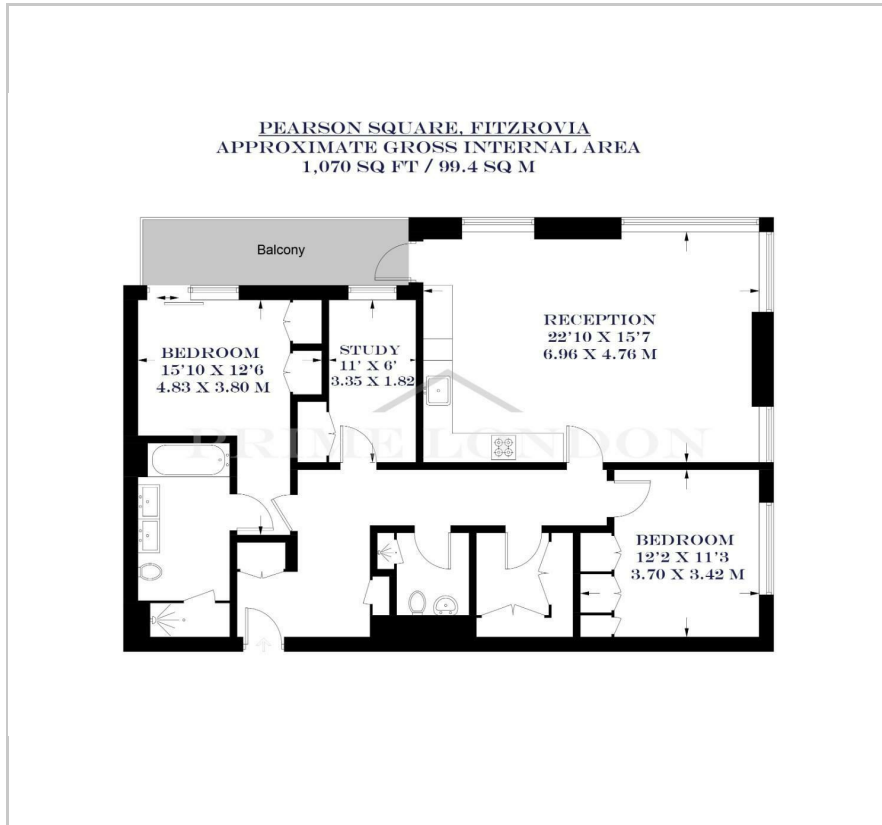 PEARSON SQUARE, FITZROVIA
APPROXIMATE GROSS INTERNAL AREA
1,070 SQ FT / 99.4 SQ M
Balcony
RECEPTION
22'10 X 15'7
6.96 X 4.76 M
BEDROOM
15'10 X 12'6
4.83 X 3.80 M
STUDY
11' X 6'
3.35 X 1.82
PRIME LONDON
BEDROOM
12'2 X 11'3
3.70 X 3.42 M